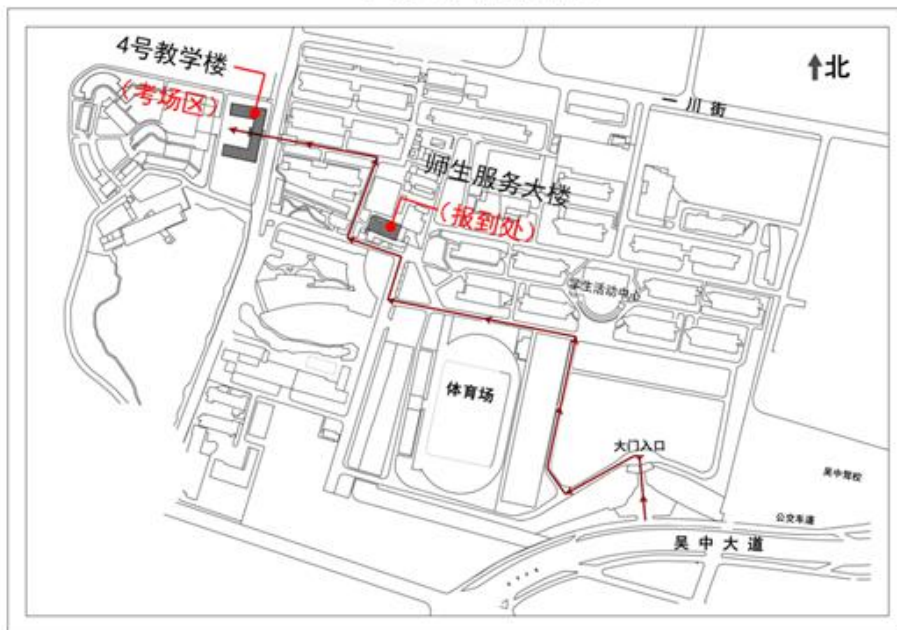 4号教学楼
（考场区）
北
一川街
师生服务大楼
（报到处）
学生活动中心
体育场
大门入口
吴中驾校
公交车道
吴中大道